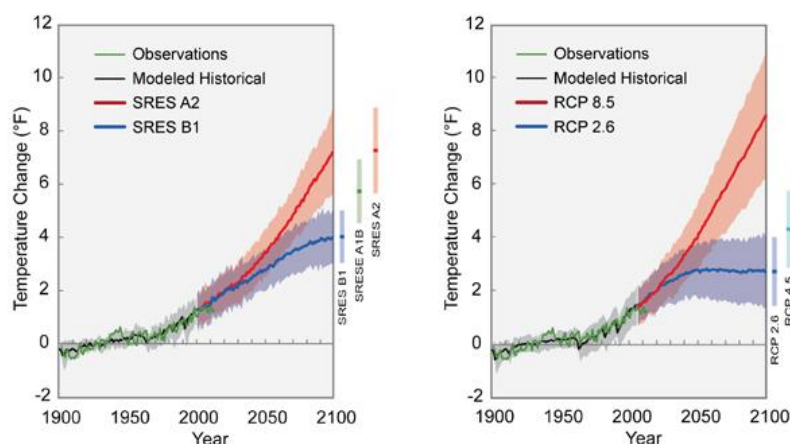 12
10
8
6
4
2
0
-2
Temperature Change (°F)
Observations
Modeled Historical
SRES A2
SRES B1
1900
1950
2000
2050
2100
Year
SRES B1
SRESE A1B
SRES A2
12
10
8
6
4
2
0
-2
Temperature Change (°F)
Observations
Modeled Historical
RCP 8.5
RCP 2.6
1900
1950
2000
2050
2100
Year
RCP 2.6
RCP 4.5